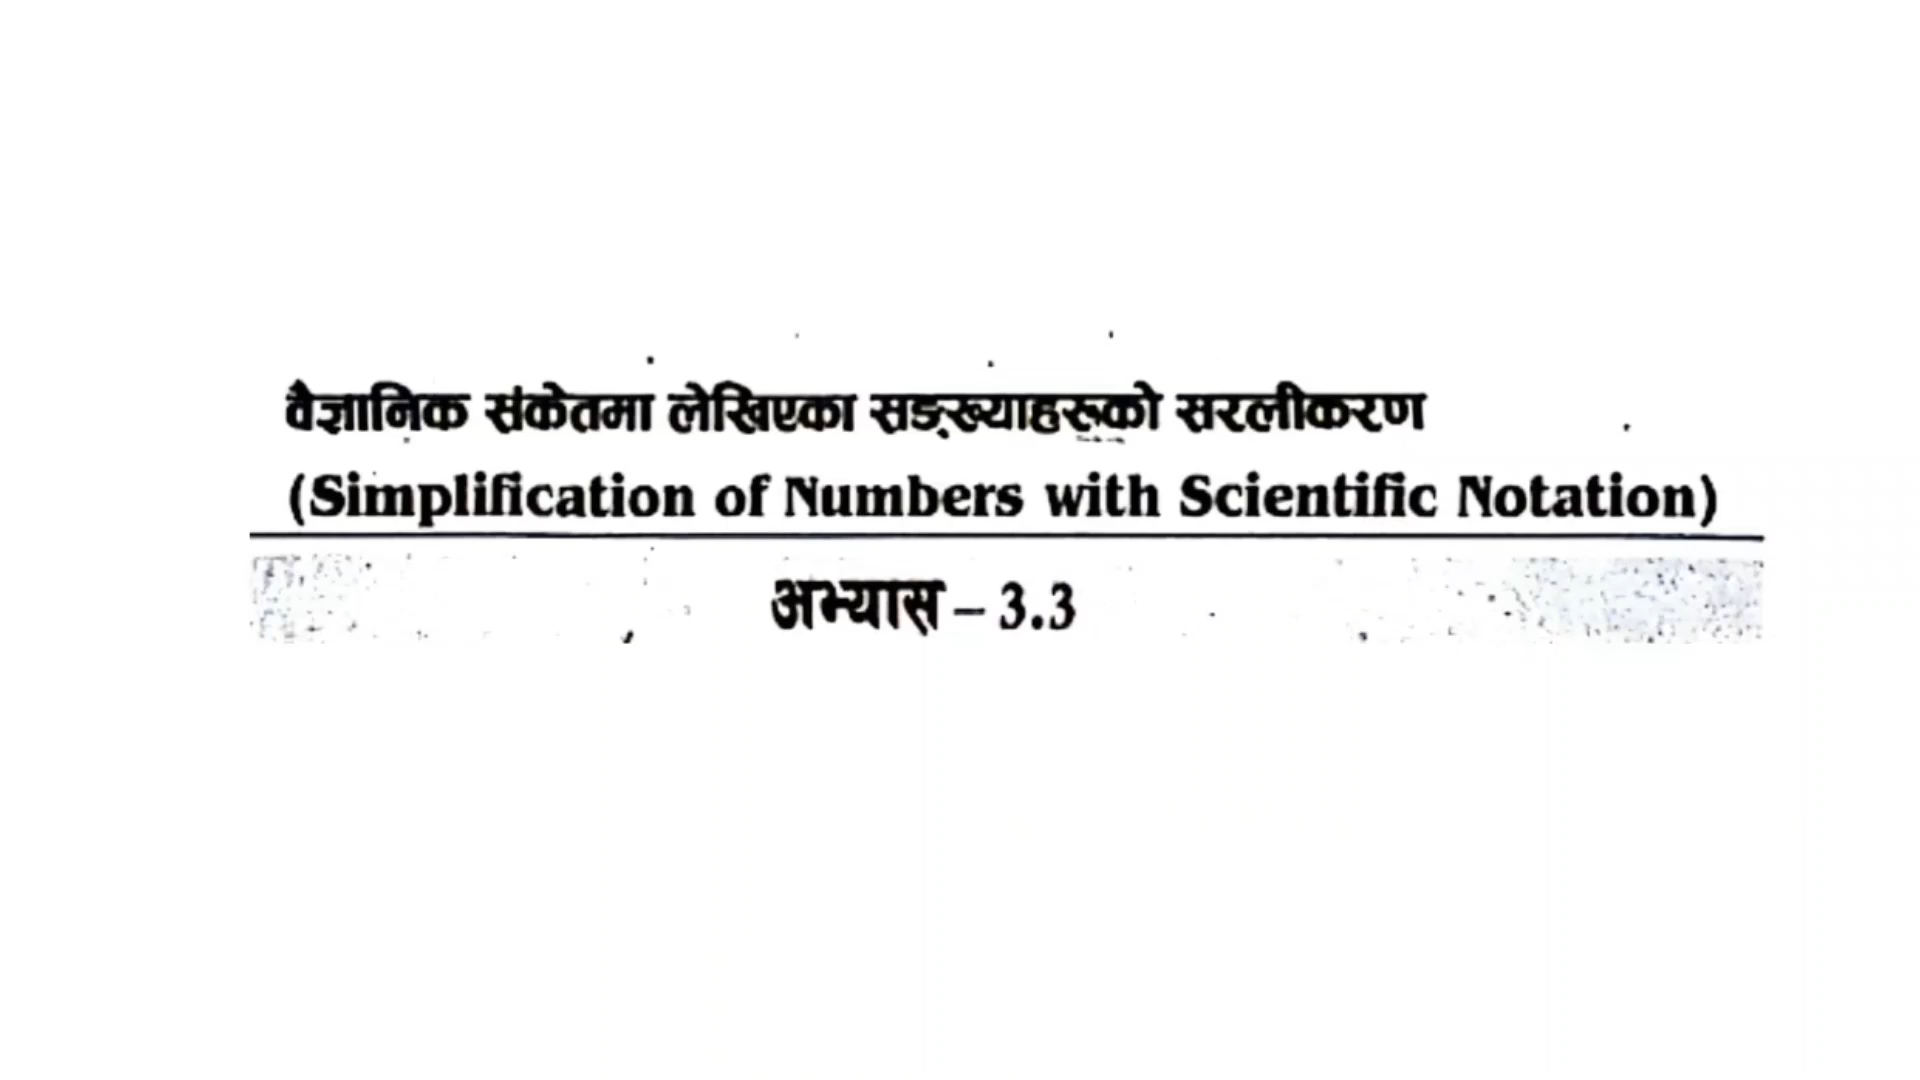 वैज्ञानिक संकेतमा लेखिएका सङ्ख्याहरूको सरलीकरण
(Simplification of Numbers with Scientific Notation)
अभ्यास – 3.3